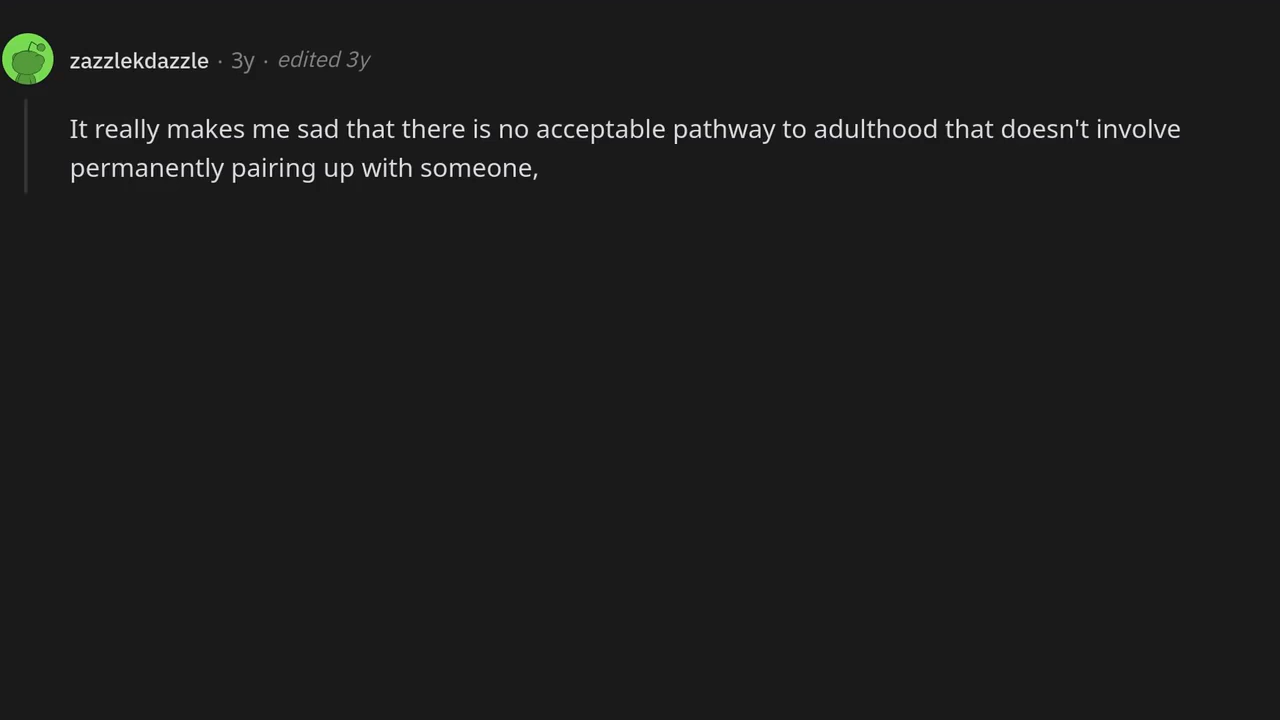 zazzlekdazzle · 3y · edited 3y
It really makes me sad that there is no acceptable pathway to adulthood that doesn't involve
permanently pairing up with someone,